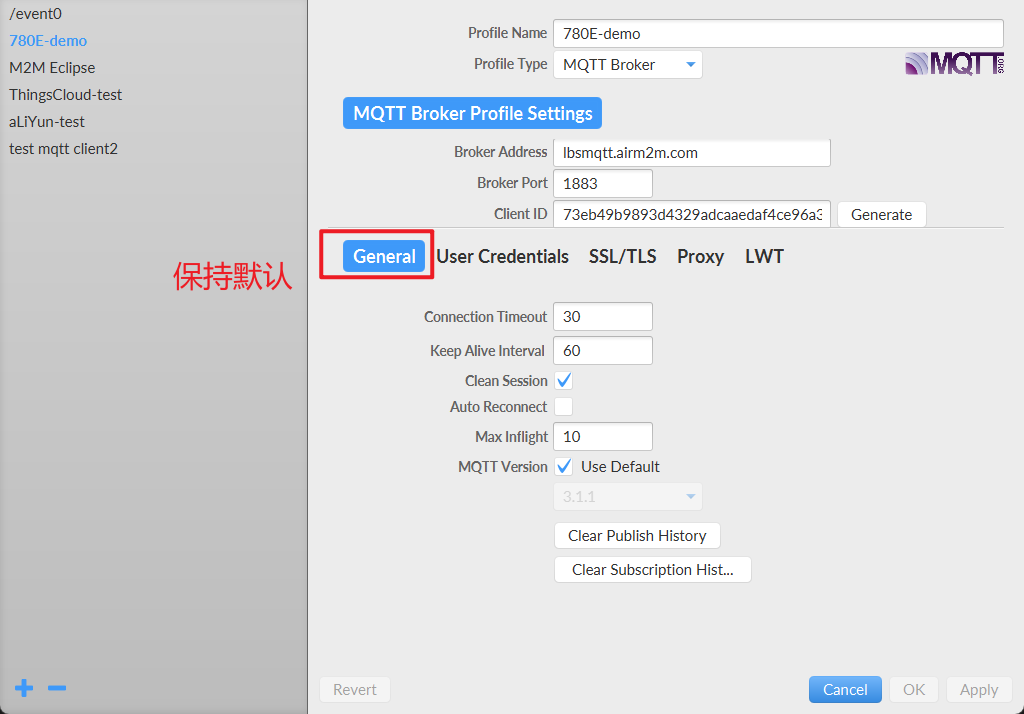 /event0
780E-demo
M2M Eclipse
ThingsCloud-test
aLiYun-test
test mqtt client2
保持默认
Profile Name 780E-demo
Profile Type MQTT Broker
MQTT.ORG
MQTT Broker Profile Settings
Broker Address lbsmqtt.airm2m.com
Broker Port 1883
Client ID 73eb49b9893d4329adcaaedaf4ce96a3 Generate
General User Credentials SSL/TLS Proxy LWT
Connection Timeout 30
Keep Alive Interval 60
Clean Session
Auto Reconnect
Max Inflight 10
MQTT Version Use Default
3.1.1
Clear Publish History
Clear Subscription Hist...
Revert Cancel OK Apply